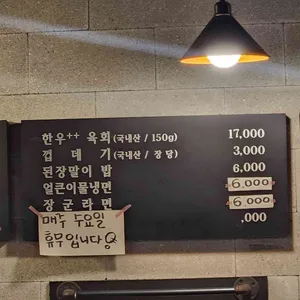 한우++ 육회 (국내산 / 150g) 17,000
껍 데 기 (국내산 / 장 당) 3,000
된장말이 밥 6,000
얼큰이물냉면 6,000
장군라면 6,000
,000
매주 수요일
휴무입니다